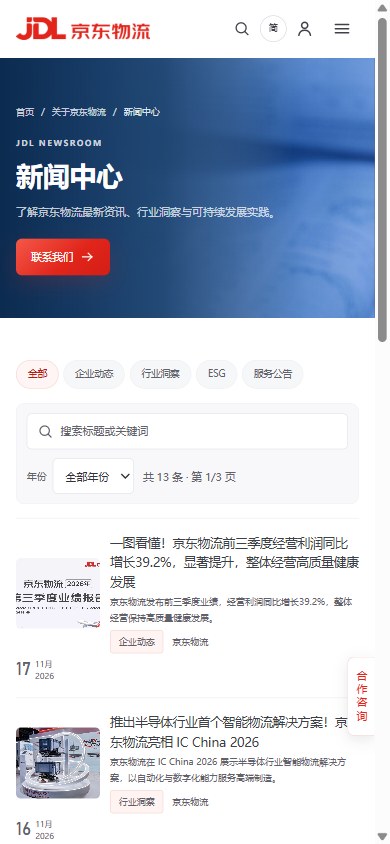 JDL 京东物流
简
首页 / 关于京东物流 / 新闻中心
JDL NEWSROOM
新闻中心
了解京东物流最新资讯、行业洞察与可持续发展实践。
联系我们 →
全部 企业动态 行业洞察 ESG 服务公告
搜索标题或关键词
年份 全部年份 共 13 条 · 第 1/3 页
一图看懂！京东物流前三季度经营利润同比
增长39.2%，显著提升，整体经营高质量健康
发展
京东物流发布前三季度业绩，经营利润同比增长39.2%，整体
经营保持高质量健康发展。
企业动态 京东物流
京东物流 2026年
第三季度业绩报告
17 11月
2026
合作咨询
推出半导体行业首个智能物流解决方案！京
东物流亮相 IC China 2026
京东物流在 IC China 2026 展示半导体行业智能物流解决方
案，以自动化与数字化能力服务高端制造。
行业洞察 京东物流
16 11月
2026